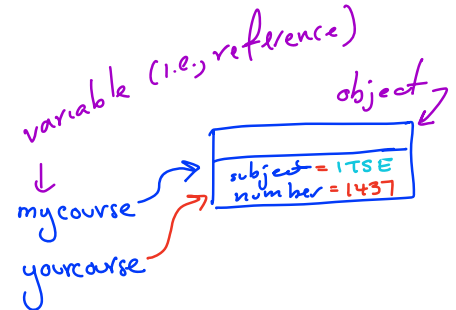 variable (i.e., reference)
object
subject = ITSE
number = 1437
mycourse
yourcourse